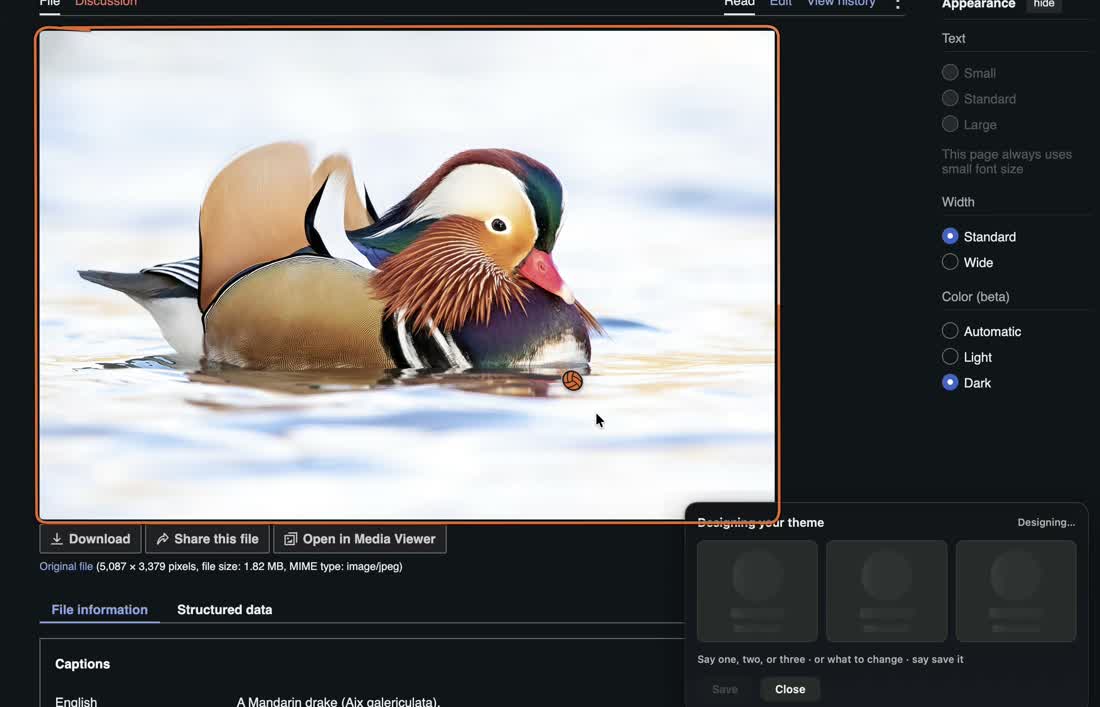 File Discussion Read Edit View history
Appearance hide
Text
Small
Standard
Large
This page always uses
small font size
Width
Standard
Wide
Color (beta)
Automatic
Light
Dark
Download Share this file Open in Media Viewer
Original file (5,087 × 3,379 pixels, file size: 1.82 MB, MIME type: image/jpeg)
File information Structured data
Captions
English A Mandarin drake (Aix galericulata).
Designing your theme Designing...
Say one, two, or three · or what to change · say save it
Save Close